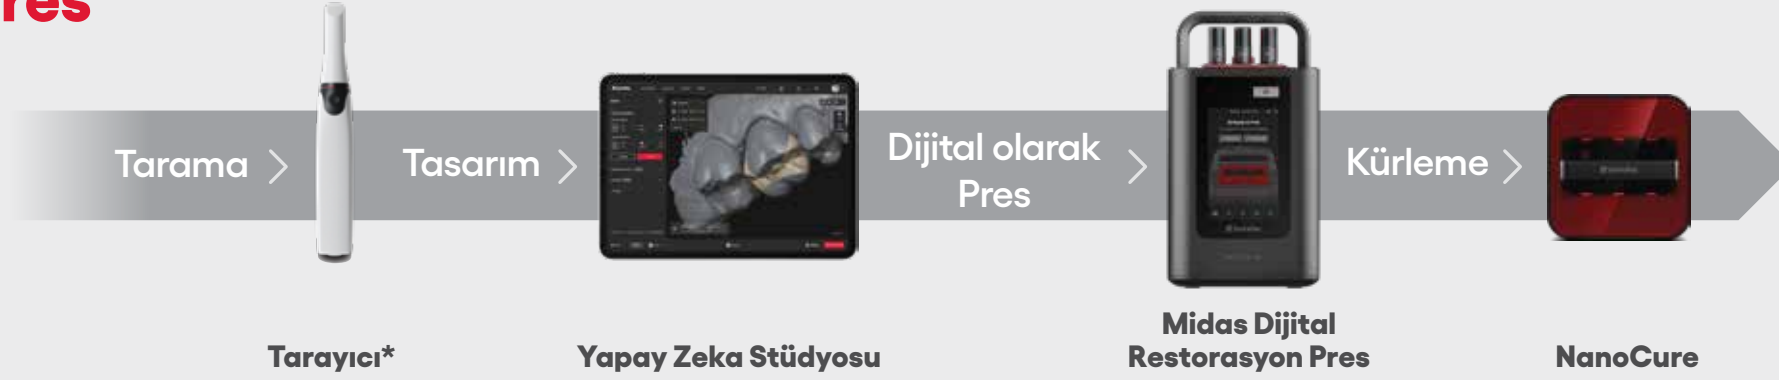 res
Tarama
Tasarım
Dijital olarak
Pres
Kürleme
Tarayıcı*
Yapay Zeka Stüdyosu
Midas Dijital
Restorasyon Pres
NanoCure